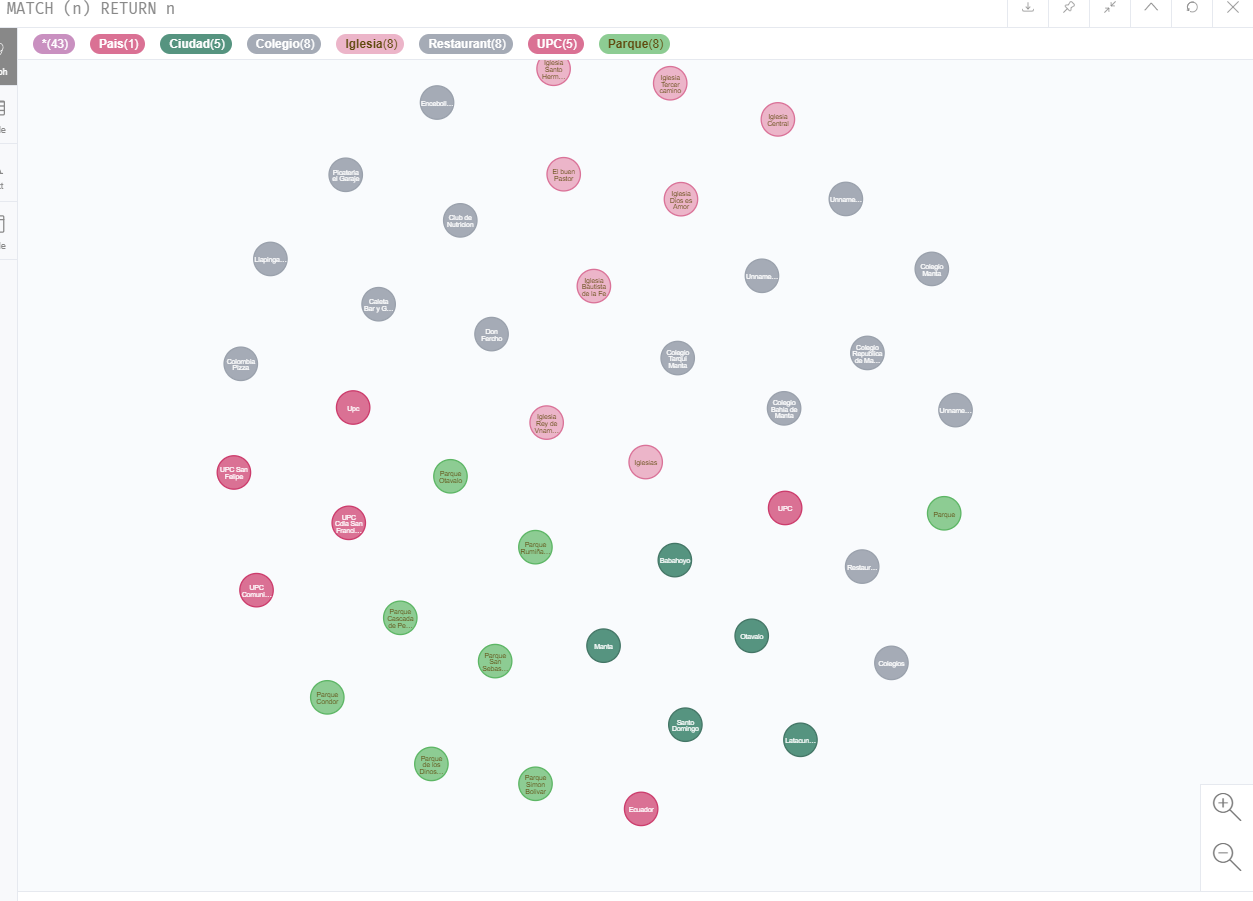 MATCH (n) RETURN n
*(43) Pais(1) Ciudad(5) Colegio(8) Iglesia(8) Restaurant(8) UPC(5) Parque(8)
ph
le
ct
le
Iglesia
Santo
Herm...
Iglesia
Tercer
camino
Enceboll...
Iglesia
Central
Picateria
el Garaje
El buen
Pastor
Iglesia
Dios es
Amor
Unname...
Club de
Nutricion
Llapinga...
Colegio
Manta
Unname...
Iglesia
Bautista
de la Fe
Caleta
Bar y G...
Don
Fercho
Colegio
Tarqui
Manta
Colegio
Republica
de Ma...
Colombia
Pizza
Upc
Colegio
Bahia de
Manta
Unname...
Iglesia
Rey de
Iglesias
UPC San
Felipe
Parque
Otavalo
UPC
Parque
UPC
Cdla San
Franci...
Parque
Rumiña...
Babahoyo
Restaur...
UPC
Comuni...
Parque
Cascada
de Pe...
Otavalo
Manta
Parque
San
Sebas...
Colegios
Parque
Condor
Santo
Domingo
Latacun...
Parque
de los
Dinos...
Parque
Simon
Bolivar
Ecuador